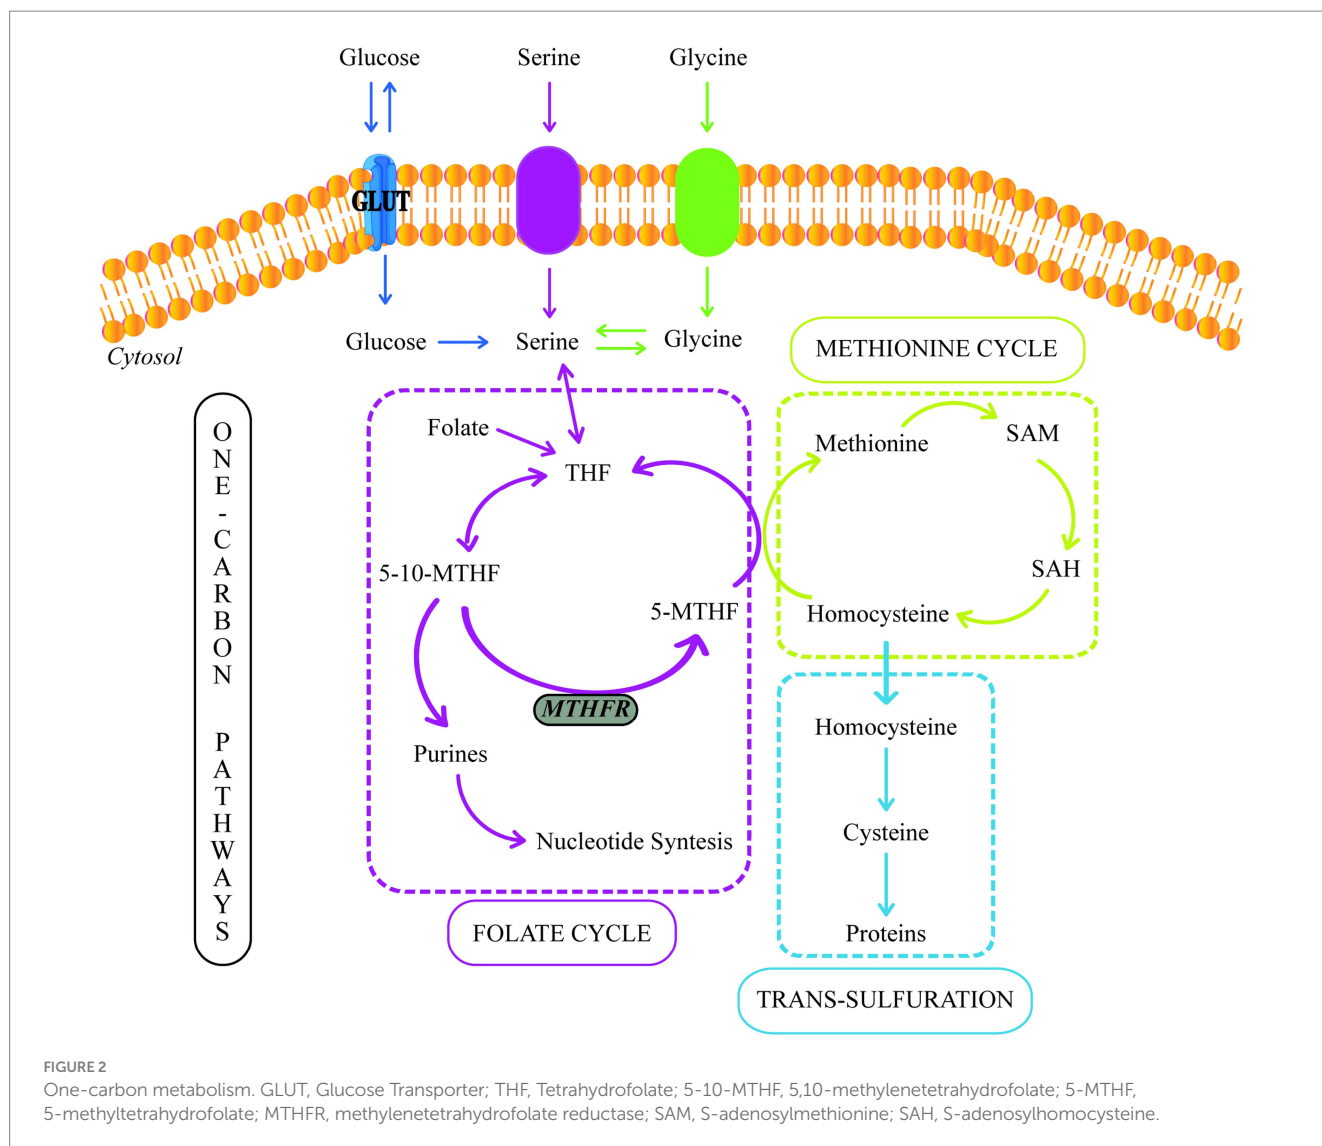 Glucose
Serine
Glycine
GLUT
Cytosol
Glucose
Serine
Glycine
METHIONINE CYCLE
ONE-CARBON PATHWAYS
Folate
THF
5-10-MTHF
5-MTHF
MTHFR
Purines
Nucleotide Syntesis
FOLATE CYCLE
Methionine
SAM
SAH
Homocysteine
Homocysteine
Cysteine
Proteins
TRANS-SULFURATION
FIGURE 2
One-carbon metabolism. GLUT, Glucose Transporter; THF, Tetrahydrofolate; 5-10-MTHF, 5,10-methylenetetrahydrofolate; 5-MTHF,
5-methyltetrahydrofolate; MTHFR, methylenetetrahydrofolate reductase; SAM, S-adenosylmethionine; SAH, S-adenosylhomocysteine.